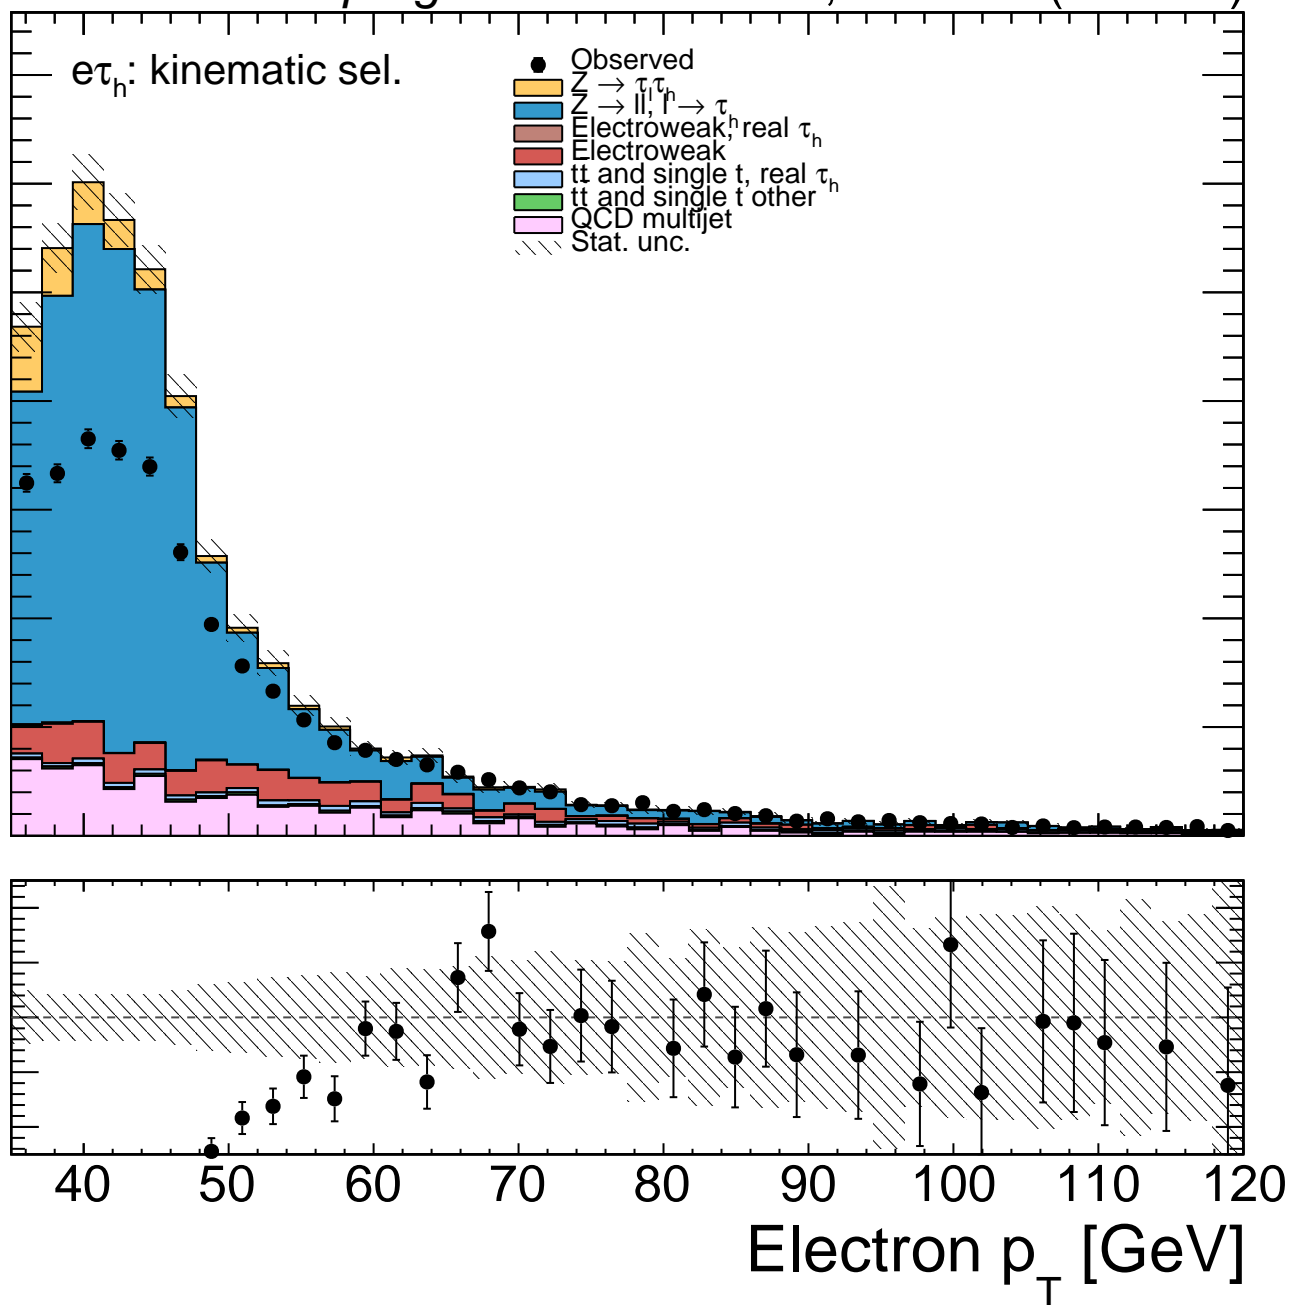 eτh: kinematic sel.
Observed
Z → τlτh
Z → ll, l → τh
Electroweak, real τh
Electroweak
tt̄ and single t, real τh
tt̄ and single t other
QCD multijet
Stat. unc.
40 50 60 70 80 90 100 110 120
Electron pT [GeV]